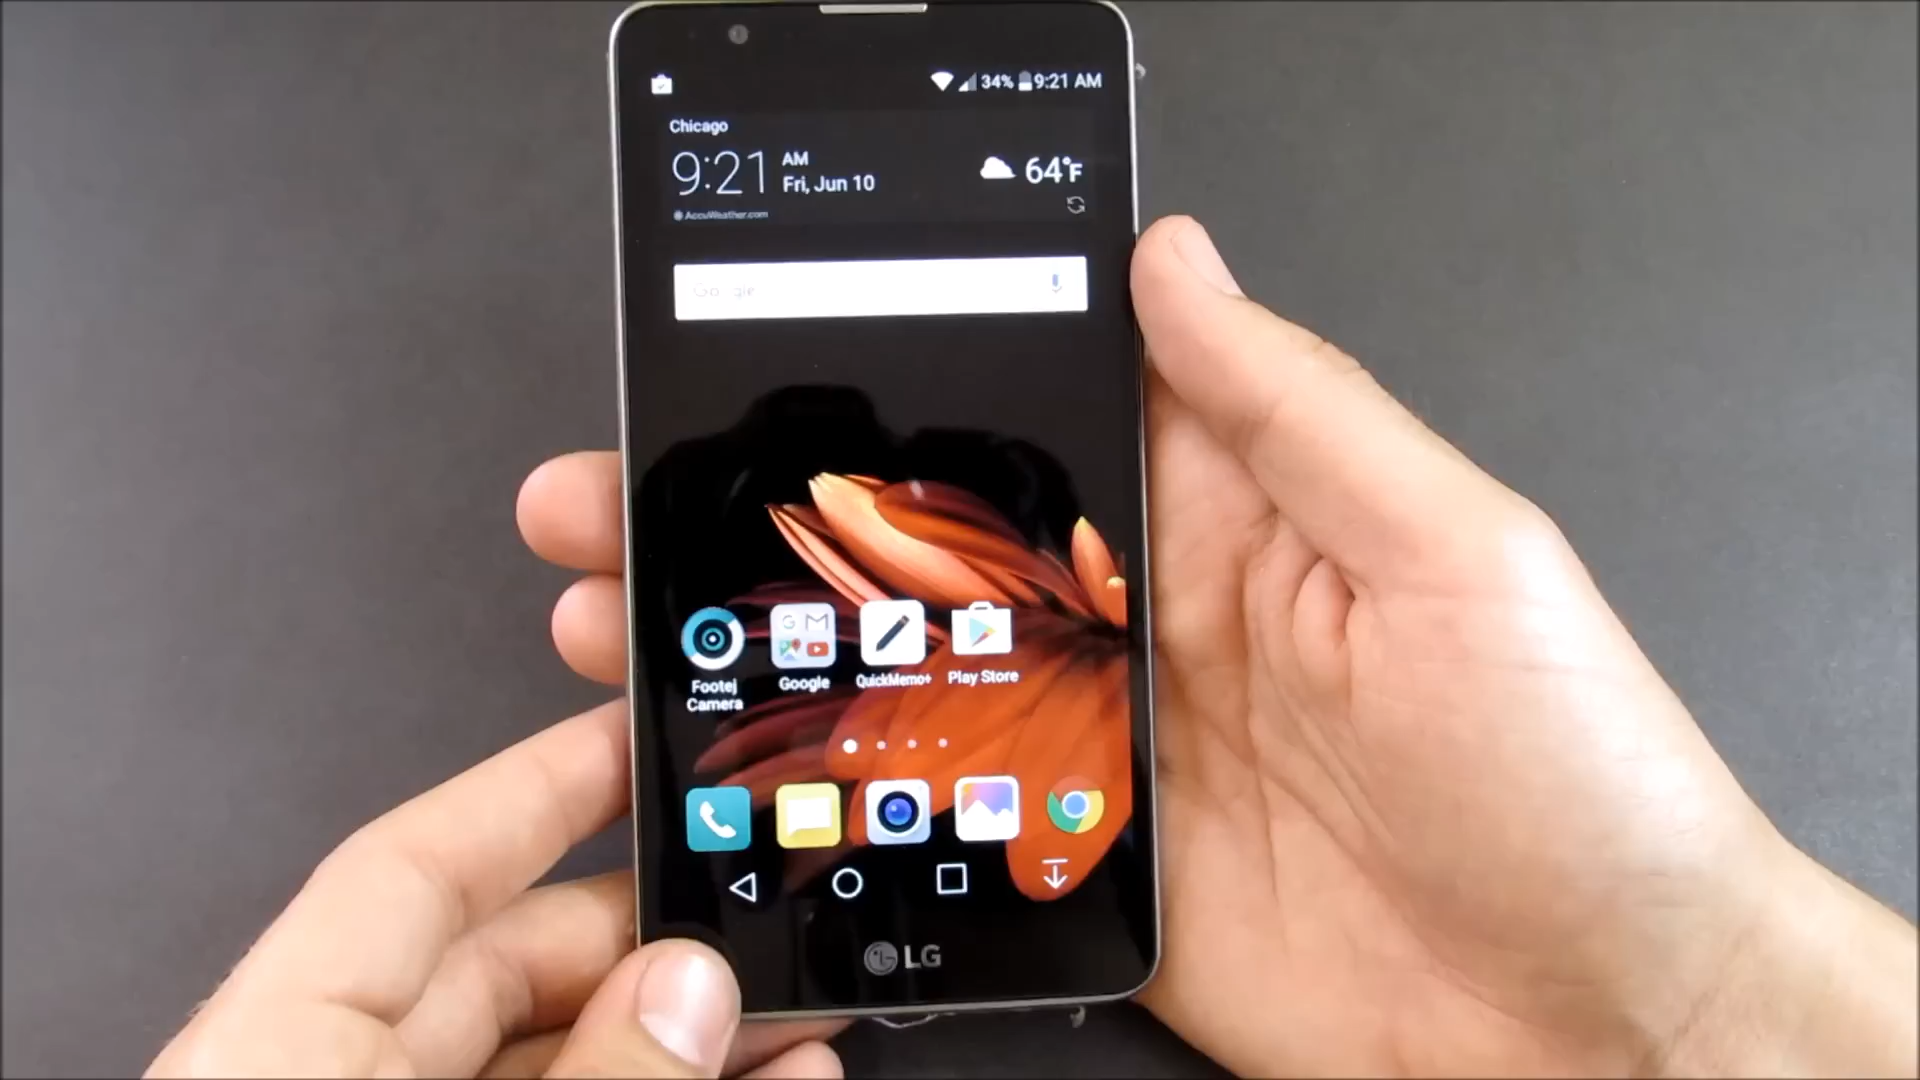 34% 9:21 AM
Chicago
9:21 AM
Fri, Jun 10
64°F
AccuWeather.com
Google
G M
Footej Camera
Google
QuickMemo+
Play Store
LG